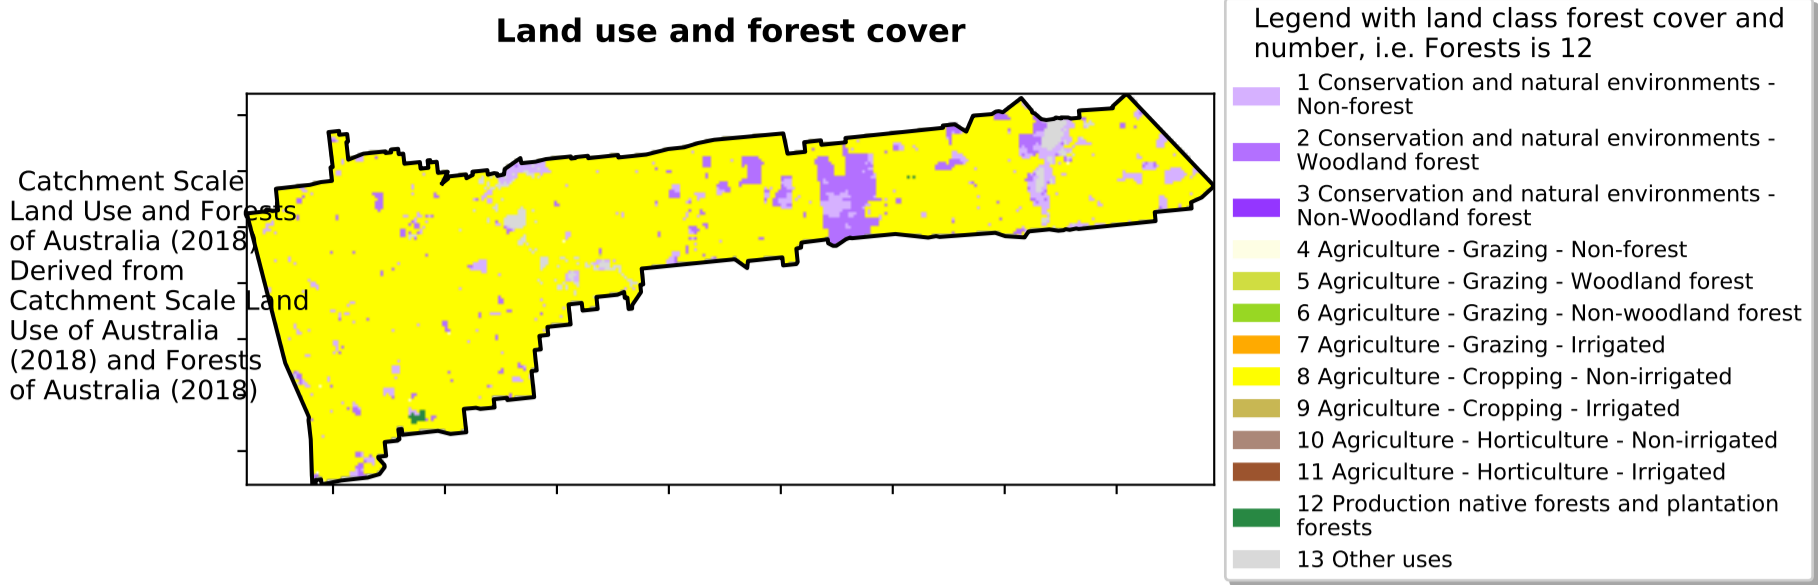 Land use and forest cover
Catchment Scale
Land Use and Forests
of Australia (2018)
Derived from
Catchment Scale Land
Use of Australia
(2018) and Forests
of Australia (2018)
Legend with land class forest cover and
number, i.e. Forests is 12
1 Conservation and natural environments -
Non-forest
2 Conservation and natural environments -
Woodland forest
3 Conservation and natural environments -
Non-Woodland forest
4 Agriculture - Grazing - Non-forest
5 Agriculture - Grazing - Woodland forest
6 Agriculture - Grazing - Non-woodland forest
7 Agriculture - Grazing - Irrigated
8 Agriculture - Cropping - Non-irrigated
9 Agriculture - Cropping - Irrigated
10 Agriculture - Horticulture - Non-irrigated
11 Agriculture - Horticulture - Irrigated
12 Production native forests and plantation
forests
13 Other uses